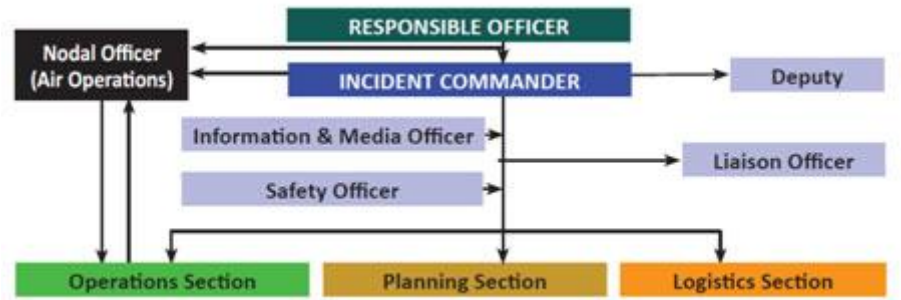 RESPONSIBLE OFFICER
Nodal Officer
(Air Operations)
INCIDENT COMMANDER
Deputy
Information & Media Officer
Liaison Officer
Safety Officer
Operations Section
Planning Section
Logistics Section